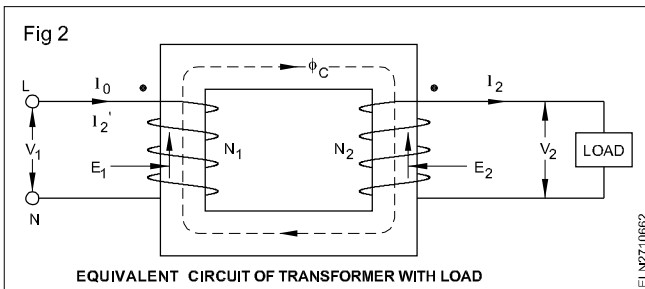 Fig 2
ϕC
L
I0
I2'
I2
V1
E1
N1
N2
E2
V2
LOAD
N
EQUIVALENT CIRCUIT OF TRANSFORMER WITH LOAD
ELN2710662